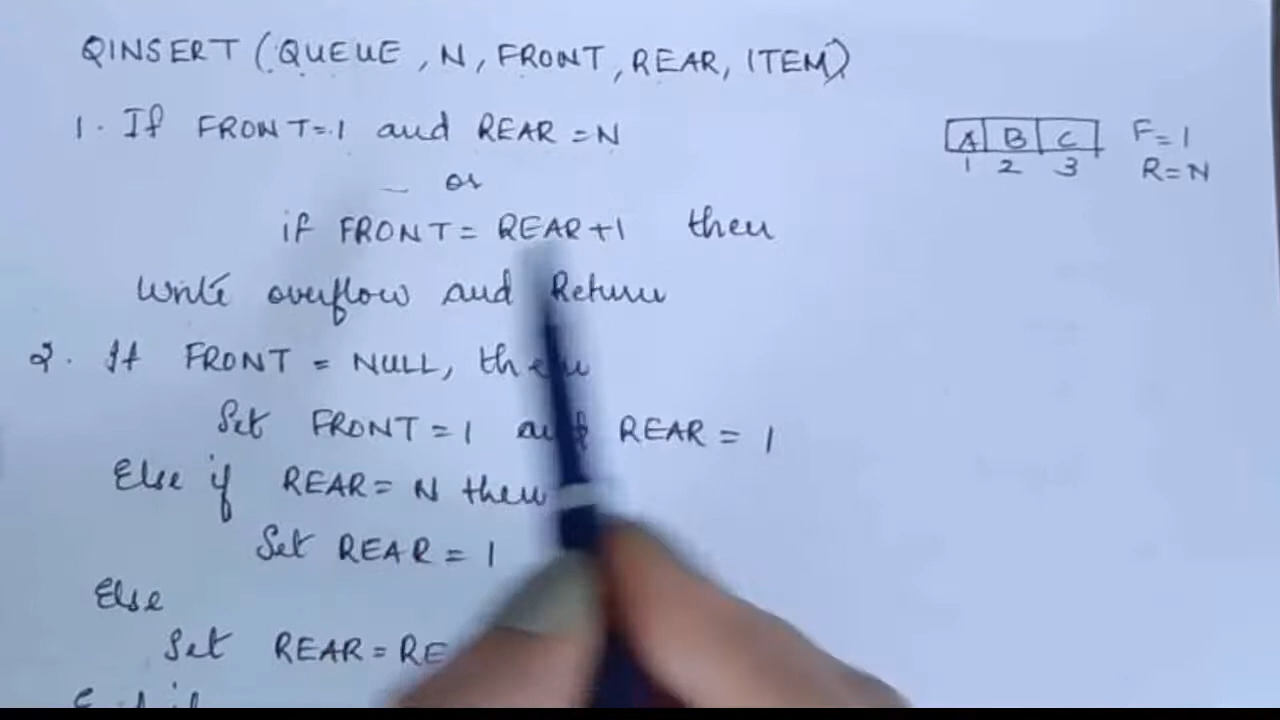 QINSERT (QUEUE, N, FRONT, REAR, ITEM)
1. If FRONT=1 and REAR = N
or
if FRONT = REAR+1 then
Write overflow and Return
2. If FRONT = NULL, then
Set FRONT = 1 and REAR = 1
Else if REAR = N then
Set REAR = 1
Else
Set REAR = RE
A B C F=1
1 2 3 R=N